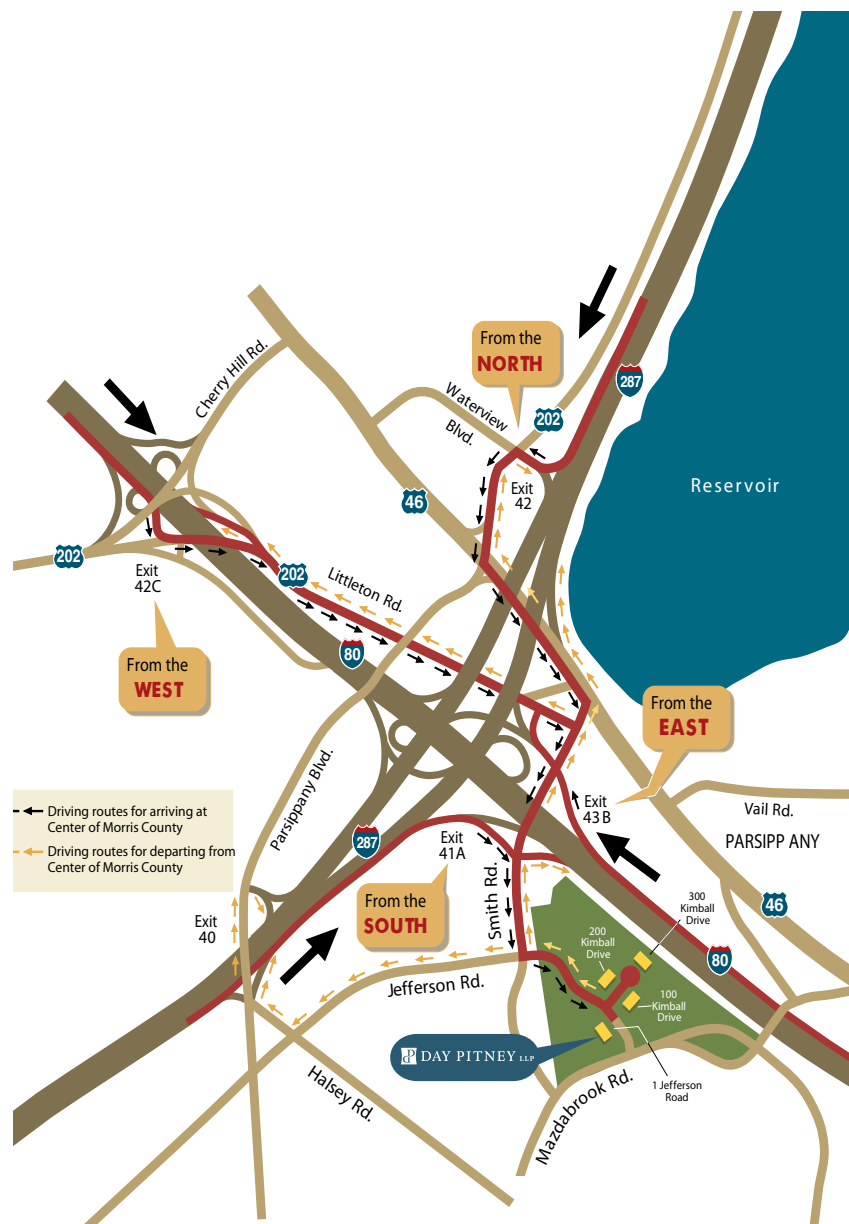 Cherry Hill Rd.
From the
NORTH
287
Waterview
Blvd.
202
46
Exit
42
Reservoir
202
Exit
42C
202
Littleton Rd.
80
From the
WEST
From the
EAST
Parsippany Blvd.
Exit
43B
Vail Rd.
PARSIPP ANY
Driving routes for arriving at
Center of Morris County
Driving routes for departing from
Center of Morris County
287
Exit
41A
Smith Rd.
From the
SOUTH
Exit
40
300
Kimball
Drive
46
200
Kimball
Drive
80
Jefferson Rd.
100
Kimball
Drive
dP DAY PITNEY LLP
Halsey Rd.
Mazdabrook Rd.
1 Jefferson
Road